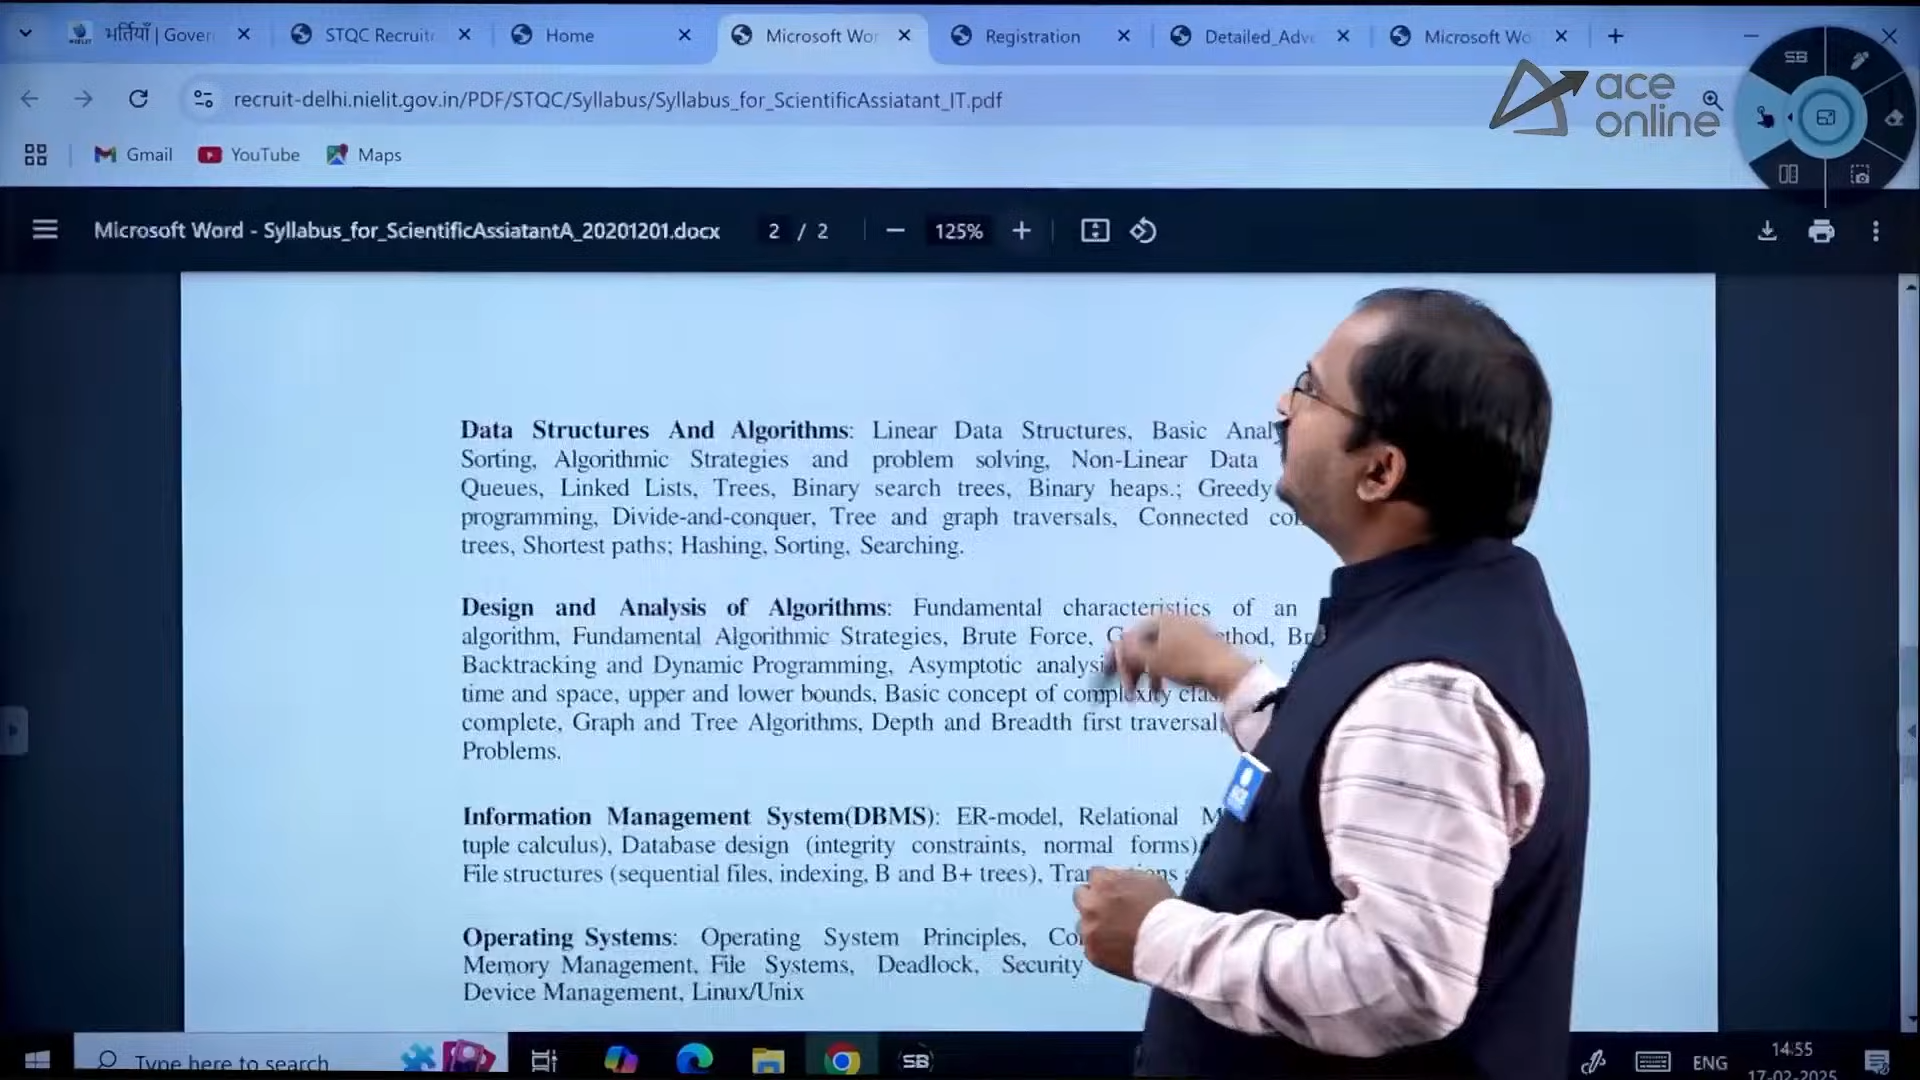 भर्तियाँ | Gover
STQC Recruit
Home
Microsoft Wor
Registration
Detailed_Adve
Microsoft Wo
recruit-delhi.nielit.gov.in/PDF/STQC/Syllabus/Syllabus_for_ScientificAssiatant_IT.pdf
ace
online
SB
Gmail
YouTube
Maps
Microsoft Word - Syllabus_for_ScientificAssiatantA_20201201.docx
2 / 2
125%
Data Structures And Algorithms: Linear Data Structures, Basic Anal
Sorting, Algorithmic Strategies and problem solving, Non-Linear Data
Queues, Linked Lists, Trees, Binary search trees, Binary heaps.; Greedy
programming, Divide-and-conquer, Tree and graph traversals, Connected
trees, Shortest paths; Hashing, Sorting, Searching.
Design and Analysis of Algorithms: Fundamental characteristics of an
algorithm, Fundamental Algorithmic Strategies, Brute Force,
Backtracking and Dynamic Programming, Asymptotic
time and space, upper and lower bounds, Basic concept of complexity
complete, Graph and Tree Algorithms, Depth and Breadth first traversal
Problems.
Information Management System(DBMS): ER-model, Relational
tuple calculus), Database design (integrity constraints, normal forms)
File structures (sequential files, indexing, B and B+ trees),
Operating Systems: Operating System Principles,
Memory Management, File Systems, Deadlock, Security
Device Management, Linux/Unix
Type here to search
SB
ENG
14:55
17-02-2025